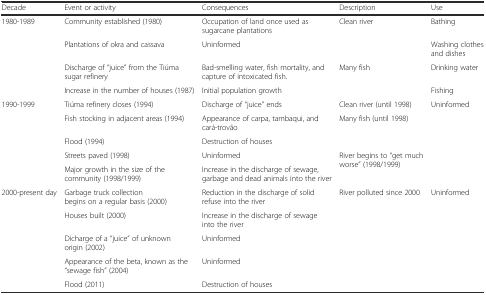 Decade Event or activity Consequences Description Use
1980-1989 Community established (1980) Occupation of land once used as sugarcane plantations Clean river Bathing
Plantations of okra and cassava Uninformed Washing clothes and dishes
Discharge of "juice" from the Tiúma sugar refinery Bad-smelling water, fish mortality, and capture of intoxicated fish. Many fish Drinking water
Increase in the number of houses (1987) Initial population growth Fishing
1990-1999 Tiúma refinery closes (1994) Discharge of "juice" ends Clean river (until 1998) Uninformed
Fish stocking in adjacent areas (1994) Appearance of carpa, tambaqui, and cará-trovão Many fish (until 1998)
Flood (1994) Destruction of houses
Streets paved (1998) Uninformed River begins to "get much worse" (1998/1999)
Major growth in the size of the community (1998/1999) Increase in the discharge of sewage, garbage and dead animals into the river
2000-present day Garbage truck collection begins on a regular basis (2000) Reduction in the discharge of solid refuse into the river River polluted since 2000 Uninformed
Houses built (2000) Increase in the discharge of sewage into the river
Dicharge of a "juice" of unknown origin (2002) Uninformed
Appearance of the beta, known as the "sewage fish" (2004) Uninformed
Flood (2011) Destruction of houses